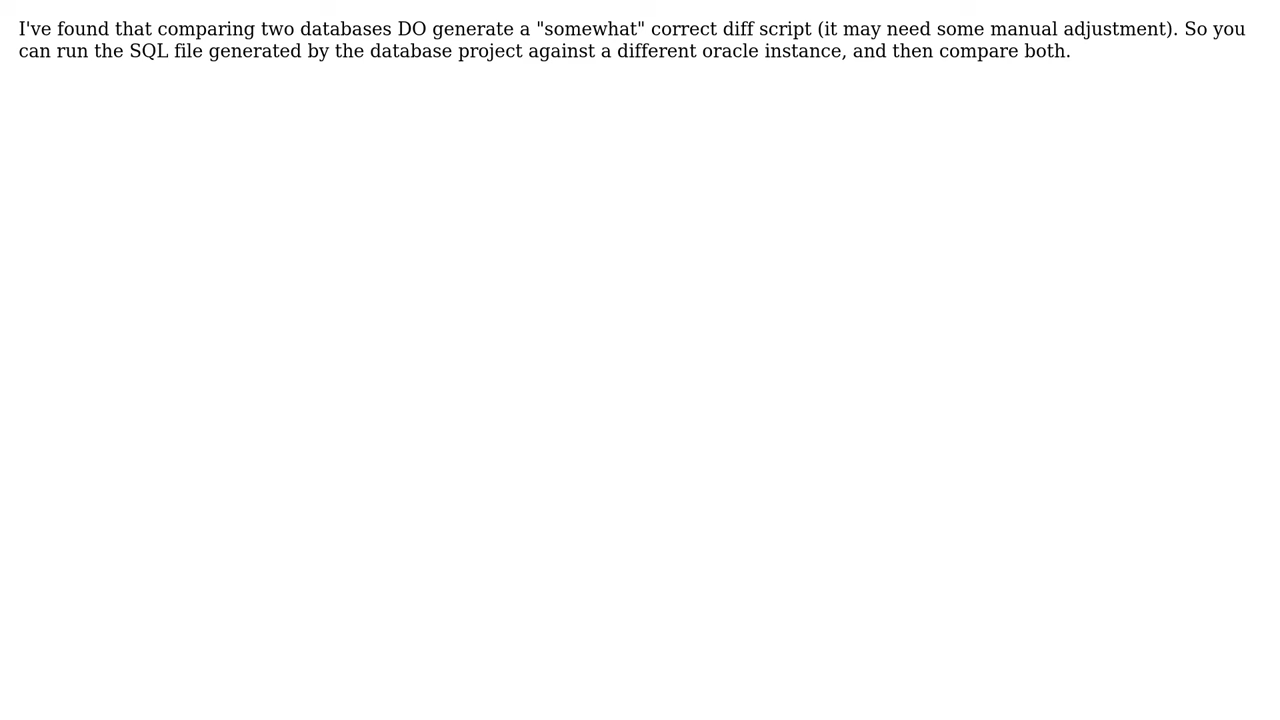 I've found that comparing two databases DO generate a "somewhat" correct diff script (it may need some manual adjustment). So you
can run the SQL file generated by the database project against a different oracle instance, and then compare both.